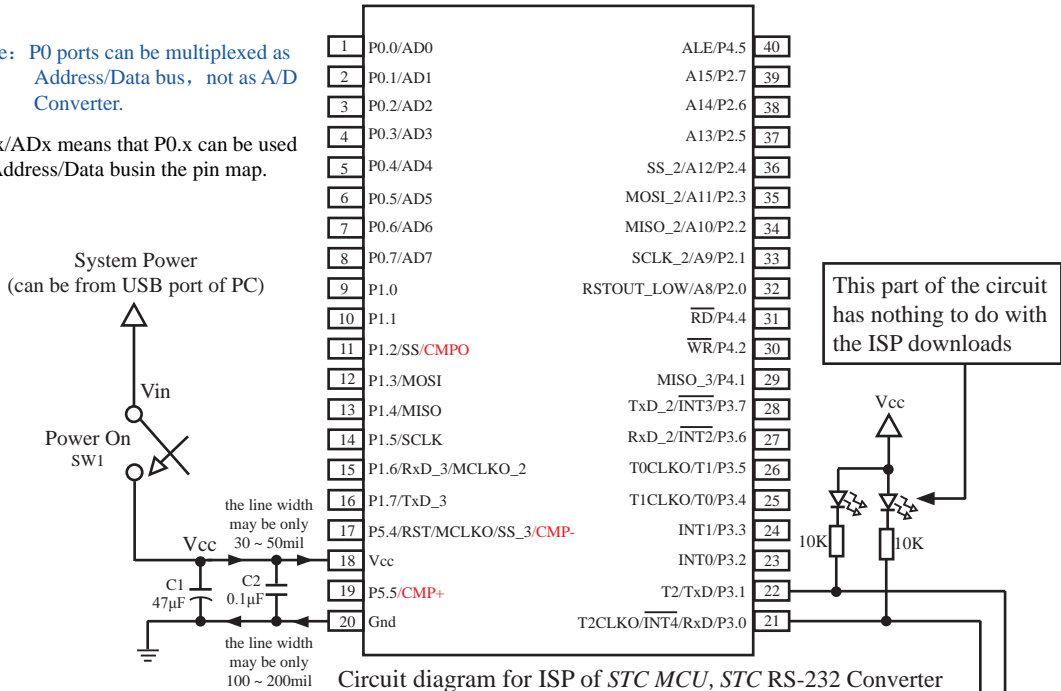 e: P0 ports can be multiplexed as
Address/Data bus, not as A/D
Converter.
x/ADx means that P0.x can be used
Address/Data busin the pin map.
System Power
(can be from USB port of PC)
Vin
Power On
SW1
the line width
may be only
30 ~ 50mil
Vcc
C1
47μF
C2
0.1μF
the line width
may be only
100 ~ 200mil
1 P0.0/AD0
2 P0.1/AD1
3 P0.2/AD2
4 P0.3/AD3
5 P0.4/AD4
6 P0.5/AD5
7 P0.6/AD6
8 P0.7/AD7
9 P1.0
10 P1.1
11 P1.2/SS/CMPO
12 P1.3/MOSI
13 P1.4/MISO
14 P1.5/SCLK
15 P1.6/RxD_3/MCLKO_2
16 P1.7/TxD_3
17 P5.4/RST/MCLKO/SS_3/CMP-
18 Vcc
19 P5.5/CMP+
20 Gnd
ALE/P4.5 40
A15/P2.7 39
A14/P2.6 38
A13/P2.5 37
SS_2/A12/P2.4 36
MOSI_2/A11/P2.3 35
MISO_2/A10/P2.2 34
SCLK_2/A9/P2.1 33
RSTOUT_LOW/A8/P2.0 32
RD/P4.4 31
WR/P4.2 30
MISO_3/P4.1 29
TxD_2/INT3/P3.7 28
RxD_2/INT2/P3.6 27
T0CLKO/T1/P3.5 26
T1CLKO/T0/P3.4 25
INT1/P3.3 24
INT0/P3.2 23
T2/TxD/P3.1 22
T2CLKO/INT4/RxD/P3.0 21
This part of the circuit
has nothing to do with
the ISP downloads
Vcc
10K
10K
Circuit diagram for ISP of STC MCU, STC RS-232 Converter